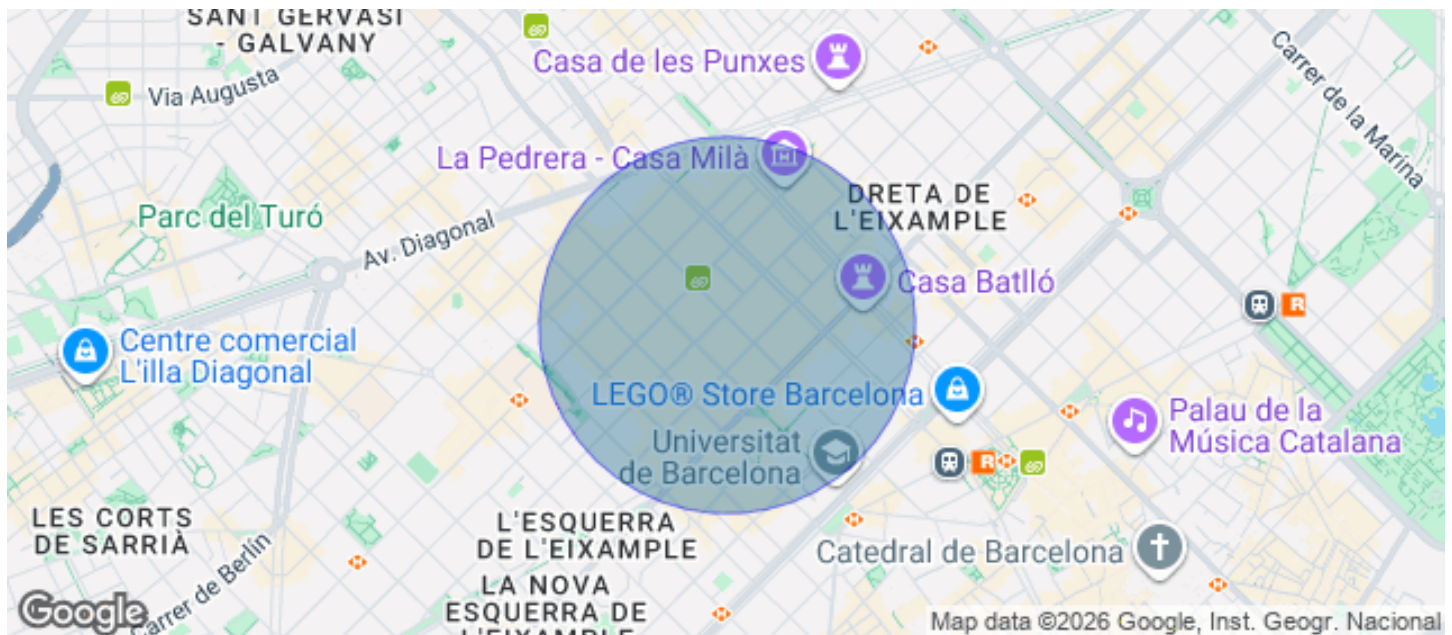 SANT GERVASI
- GALVANY
Casa de les Punxes
Via Augusta
Carrer de la Marina
La Pedrera - Casa Milà
DRETA DE
L'EIXAMPLE
Parc del Turó
Av. Diagonal
Casa Batlló
R
Centre comercial
L'illa Diagonal
LEGO® Store Barcelona
Palau de la
Música Catalana
Universitat
de Barcelona
R
LES CORTS
DE SARRIÀ
L'ESQUERRA
DE L'EIXAMPLE
Catedral de Barcelona
Carrer de Berlín
LA NOVA
ESQUERRA DE
L'EIXAMPLE
Google
Map data ©2026 Google, Inst. Geogr. Nacional